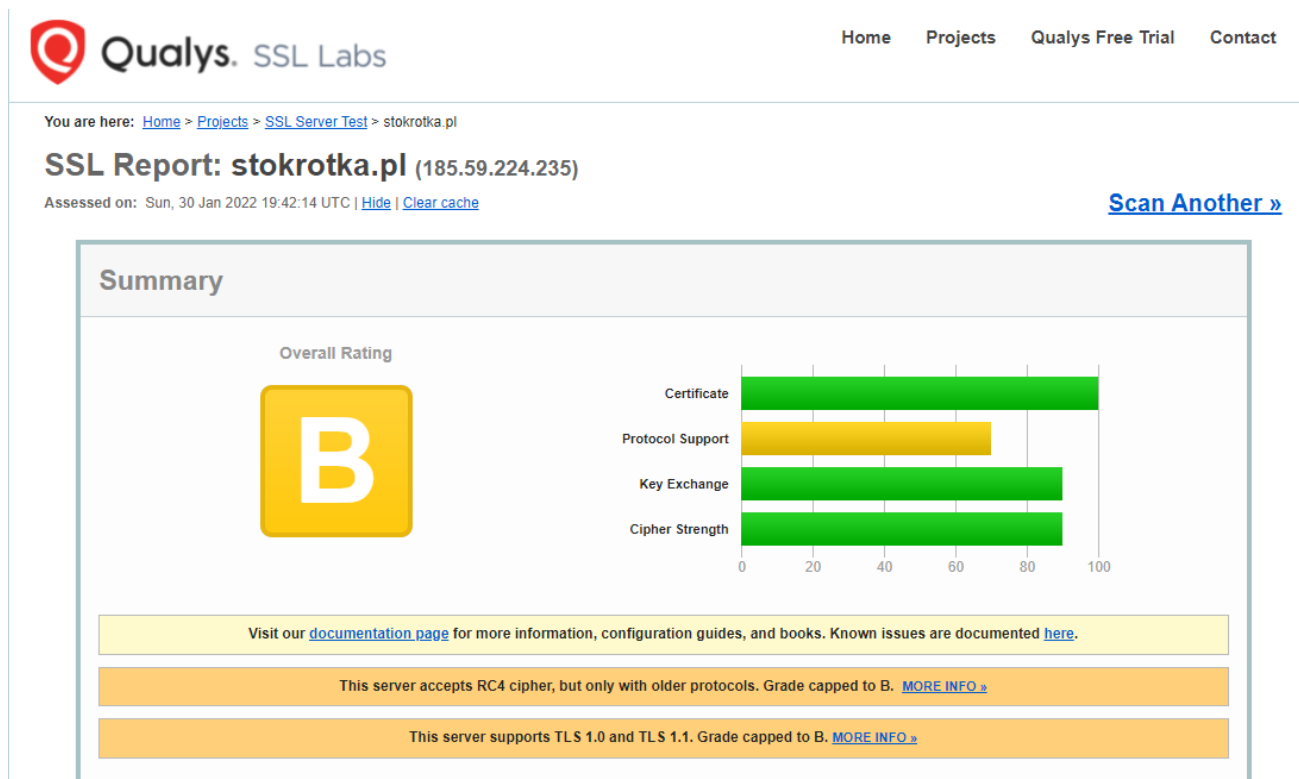 Qualys. SSL Labs
Home Projects Qualys Free Trial Contact
You are here: Home > Projects > SSL Server Test > stokrotka.pl
SSL Report: stokrotka.pl (185.59.224.235)
Assessed on: Sun, 30 Jan 2022 19:42:14 UTC | Hide | Clear cache
Scan Another »
Summary
Overall Rating
B
Certificate
Protocol Support
Key Exchange
Cipher Strength
0 20 40 60 80 100
Visit our documentation page for more information, configuration guides, and books. Known issues are documented here.
This server accepts RC4 cipher, but only with older protocols. Grade capped to B. MORE INFO »
This server supports TLS 1.0 and TLS 1.1. Grade capped to B. MORE INFO »